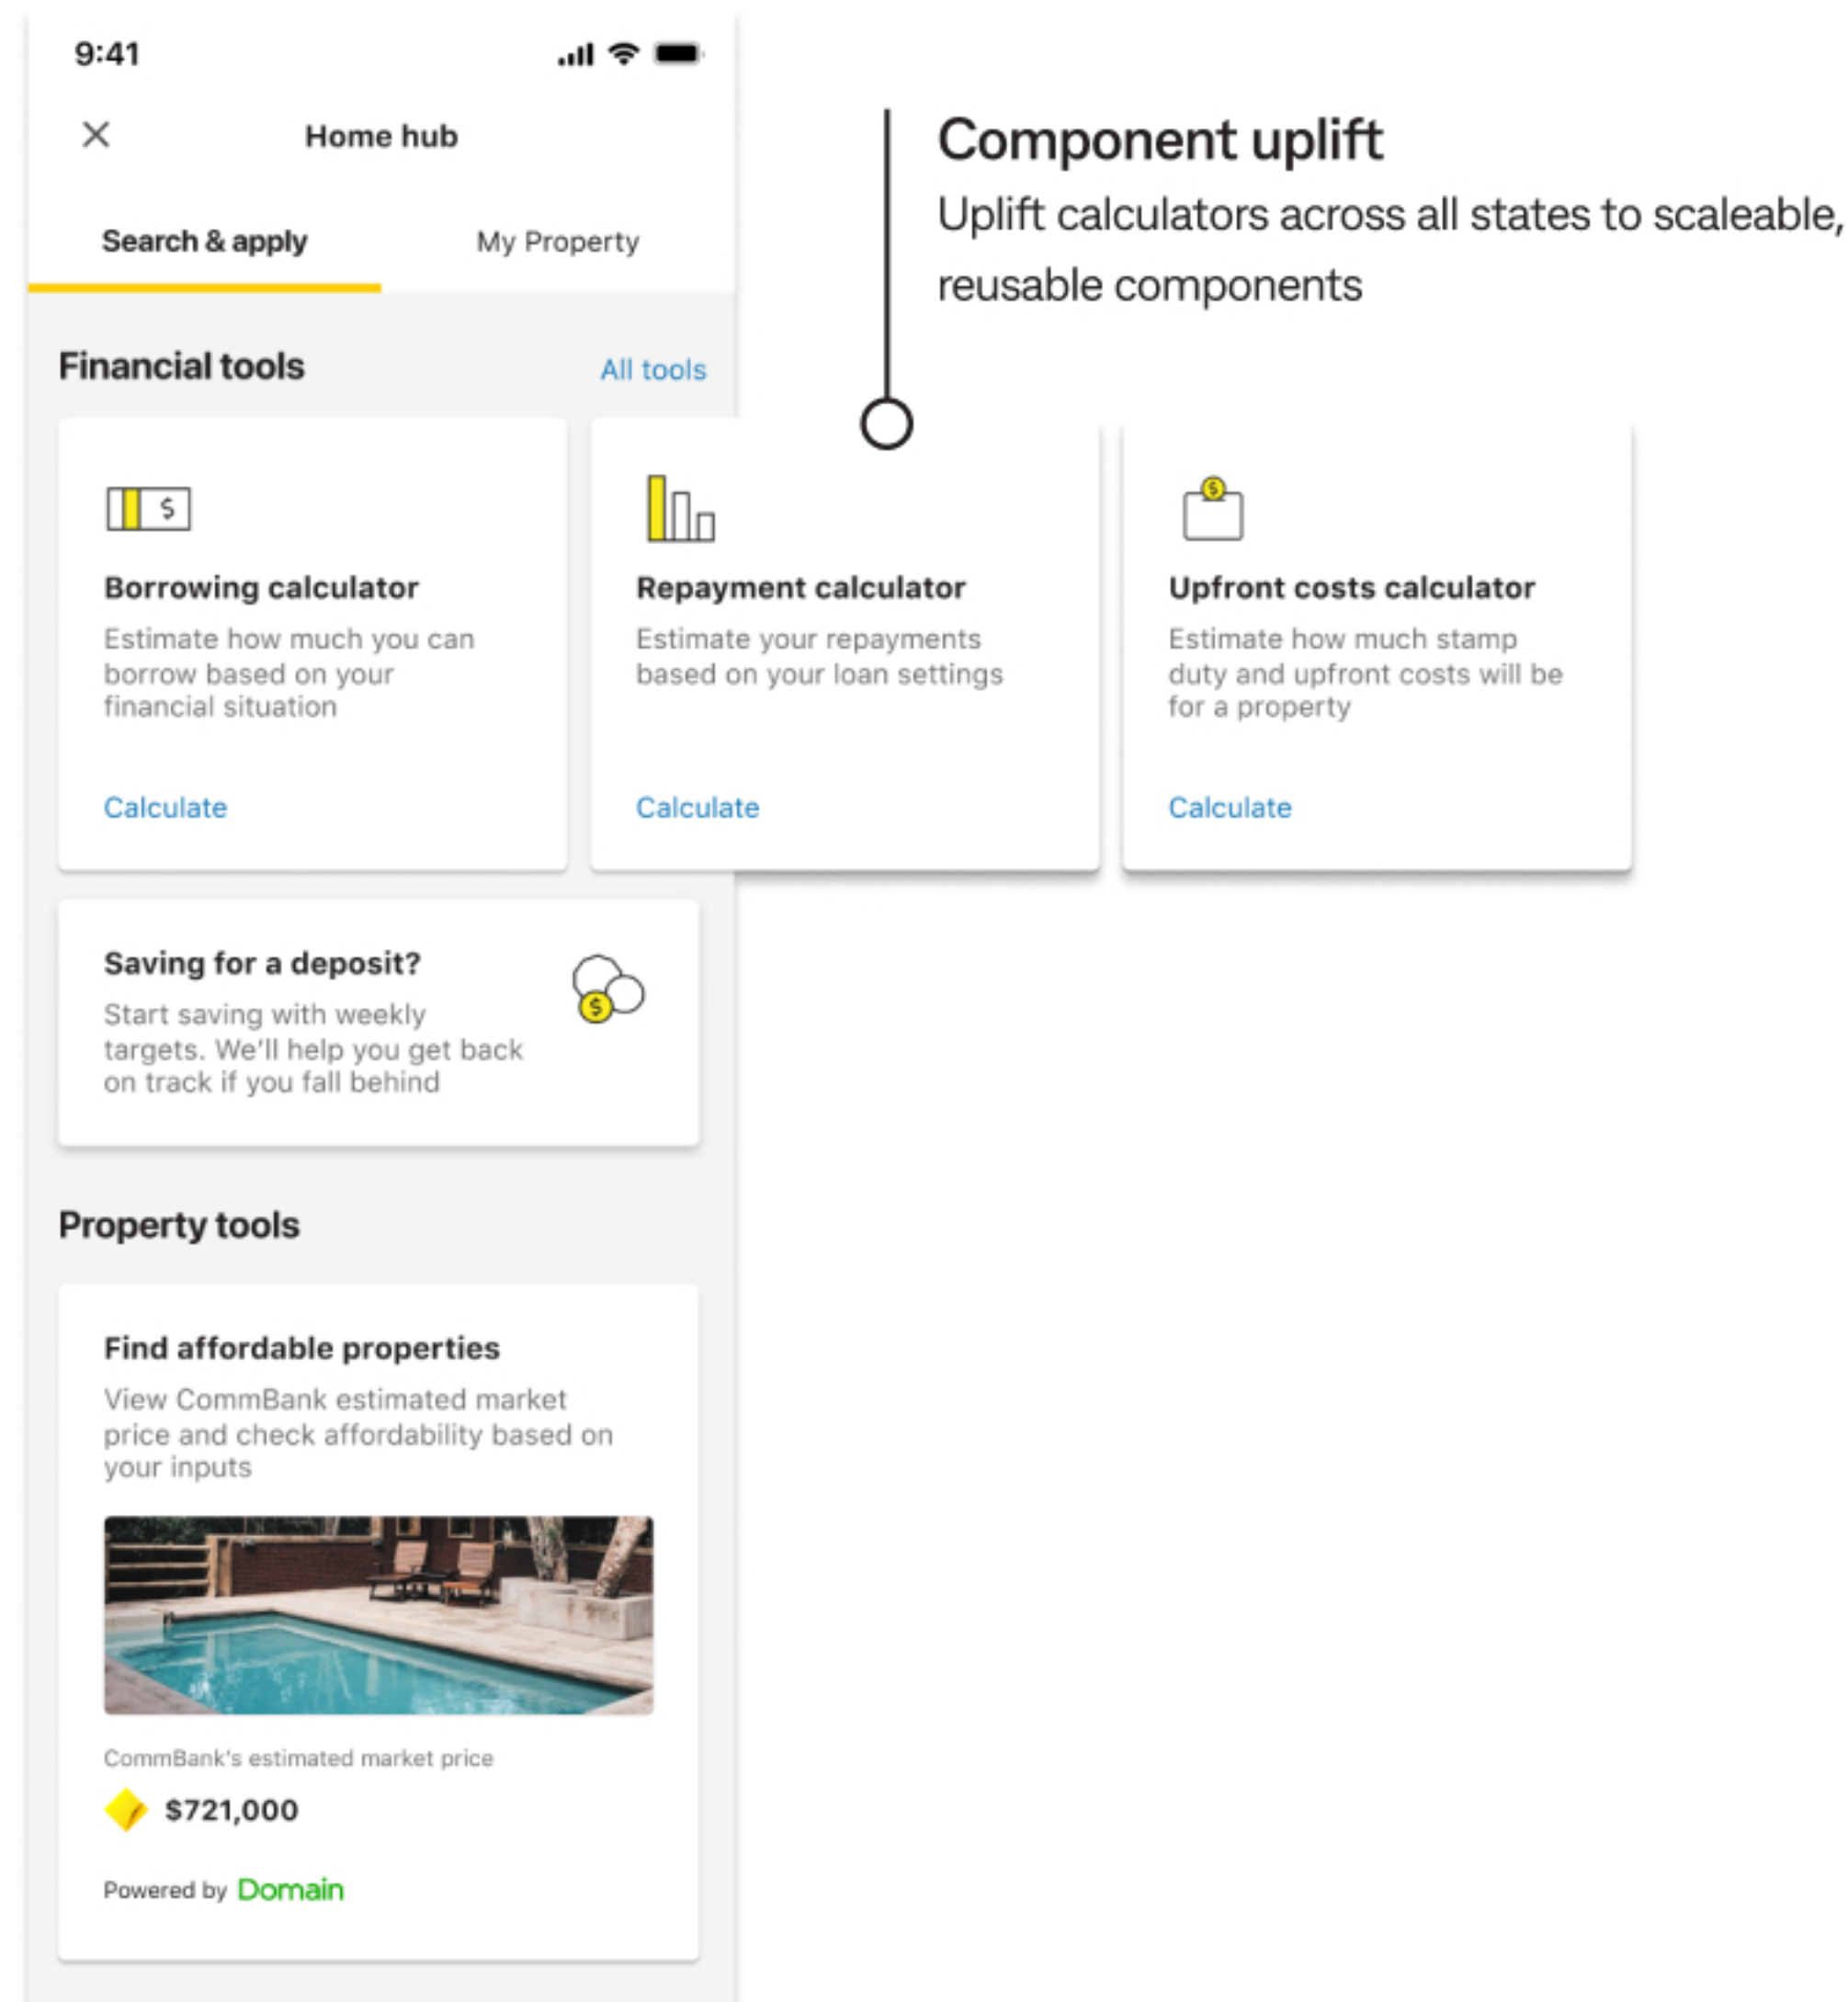 9:41
Home hub
Search & apply
My Property
Component uplift
Uplift calculators across all states to scaleable,
reusable components
Financial tools
All tools
$
Borrowing calculator
Estimate how much you can
borrow based on your
financial situation
Calculate
Repayment calculator
Estimate your repayments
based on your loan settings
Calculate
$
Upfront costs calculator
Estimate how much stamp
duty and upfront costs will be
for a property
Calculate
Saving for a deposit?
Start saving with weekly
targets. We'll help you get back
on track if you fall behind
$
Property tools
Find affordable properties
View CommBank estimated market
price and check affordability based on
your inputs
CommBank's estimated market price
$721,000
Powered by Domain